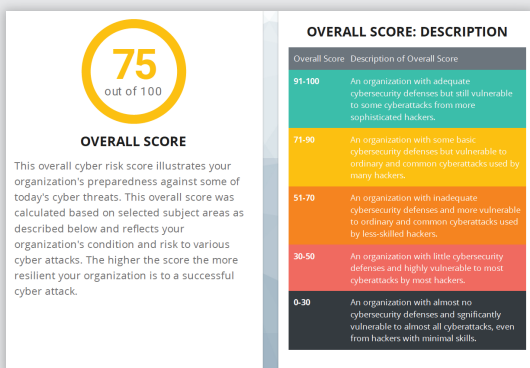 75
out of 100
OVERALL SCORE
This overall cyber risk score illustrates your
organization's preparedness against some of
today's cyber threats. This overall score was
calculated based on selected subject areas as
described below and reflects your
organization's condition and risk to various
cyber attacks. The higher the score the more
resilient your organization is to a successful
cyber attack.
OVERALL SCORE: DESCRIPTION
Overall Score Description of Overall Score
91-100 An organization with adequate
cybersecurity defenses but still vulnerable
to some cyberattacks from more
sophisticated hackers.
71-90 An organization with some basic
cybersecurity defenses but vulnerable to
ordinary and common cyberattacks used by
many hackers.
51-70 An organization with inadequate
cybersecurity defenses and more vulnerable
to ordinary and common cyberattacks used
by less-skilled hackers.
30-50 An organization with little cybersecurity
defenses and highly vulnerable to most
cyberattacks by most hackers.
0-30 An organization with almost no
cybersecurity defenses and significantly
vulnerable to almost all cyberattacks, even
from hackers with minimal skills.